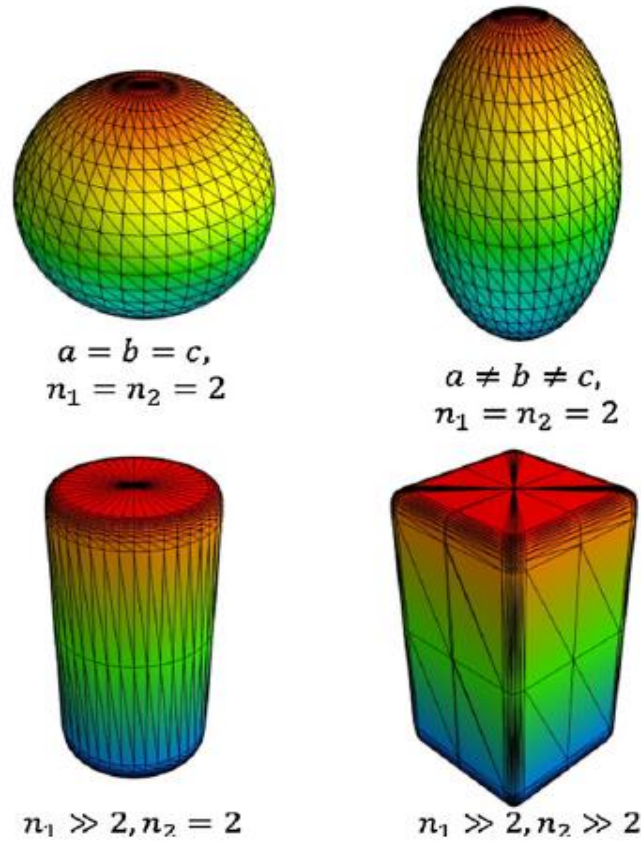 a = b = c,
n₁ = n₂ = 2
a ≠ b ≠ c,
n₁ = n₂ = 2
n₁ ≫ 2, n₂ = 2
n₁ ≫ 2, n₂ ≫ 2